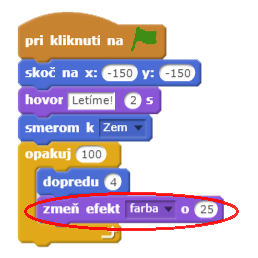 pri kliknutí na
skoč na x: -150 y: -150
hovor Letíme! 2 s
smerom k Zem
opakuj 100
dopredu 4
zmeň efekt farba o 25